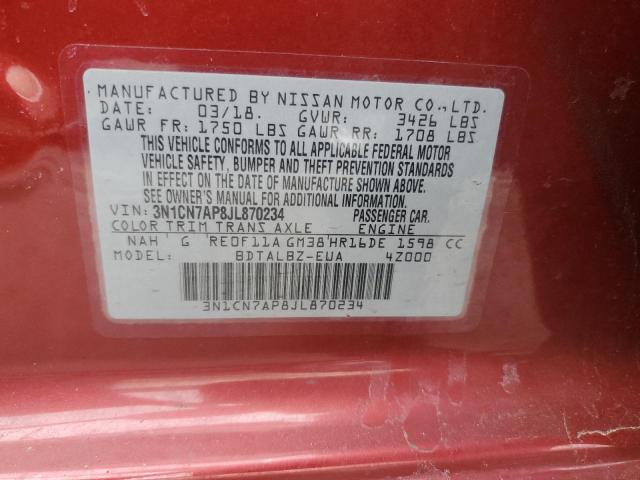 MANUFACTURED BY NISSAN MOTOR CO., LTD.
DATE: 03/18 GVWR: 3426 LBS
GAWR FR: 1750 LBS GAWR RR: 1708 LBS
THIS VEHICLE CONFORMS TO ALL APPLICABLE FEDERAL MOTOR
VEHICLE SAFETY, BUMPER AND THEFT PREVENTION STANDARDS
IN EFFECT ON THE DATE OF MANUFACTURE SHOWN ABOVE.
SEE OWNER'S MANUAL FOR ADDITIONAL INFORMATION.
VIN: 3N1CN7AP8JL870234 PASSENGER CAR.
COLOR TRIM TRANS AXLE ENGINE
NAH G RE0F11A GM38 HR16DE 1598 CC
MODEL: BDTALBZ-EUA 4Z000
3N1CN7AP8JL870234